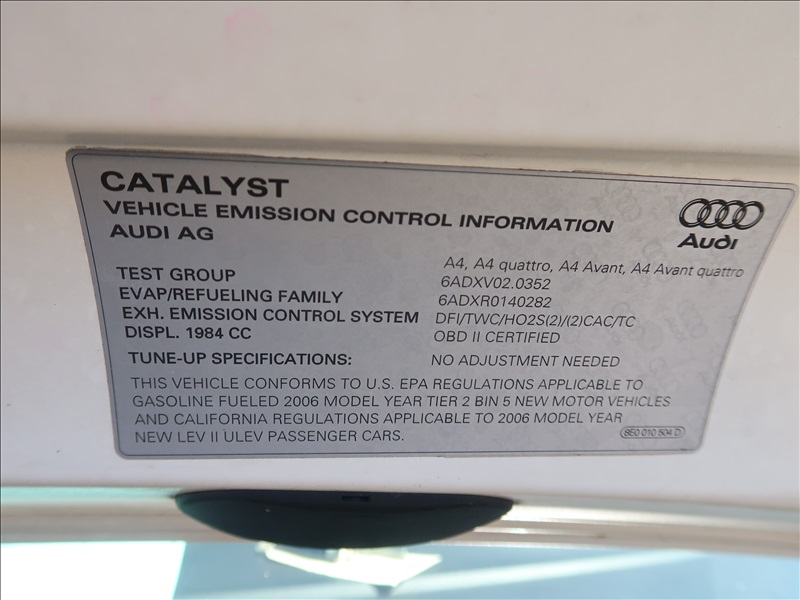 CATALYST
VEHICLE EMISSION CONTROL INFORMATION
AUDI AG
Audi
A4, A4 quattro, A4 Avant, A4 Avant quattro
TEST GROUP 6ADXV02.0352
EVAP/REFUELING FAMILY 6ADXR0140282
EXH. EMISSION CONTROL SYSTEM DFI/TWC/HO2S(2)/(2)CAC/TC
DISPL. 1984 CC OBD II CERTIFIED
TUNE-UP SPECIFICATIONS: NO ADJUSTMENT NEEDED
THIS VEHICLE CONFORMS TO U.S. EPA REGULATIONS APPLICABLE TO
GASOLINE FUELED 2006 MODEL YEAR TIER 2 BIN 5 NEW MOTOR VEHICLES
AND CALIFORNIA REGULATIONS APPLICABLE TO 2006 MODEL YEAR
NEW LEV II ULEV PASSENGER CARS.
8E0 010 504 D